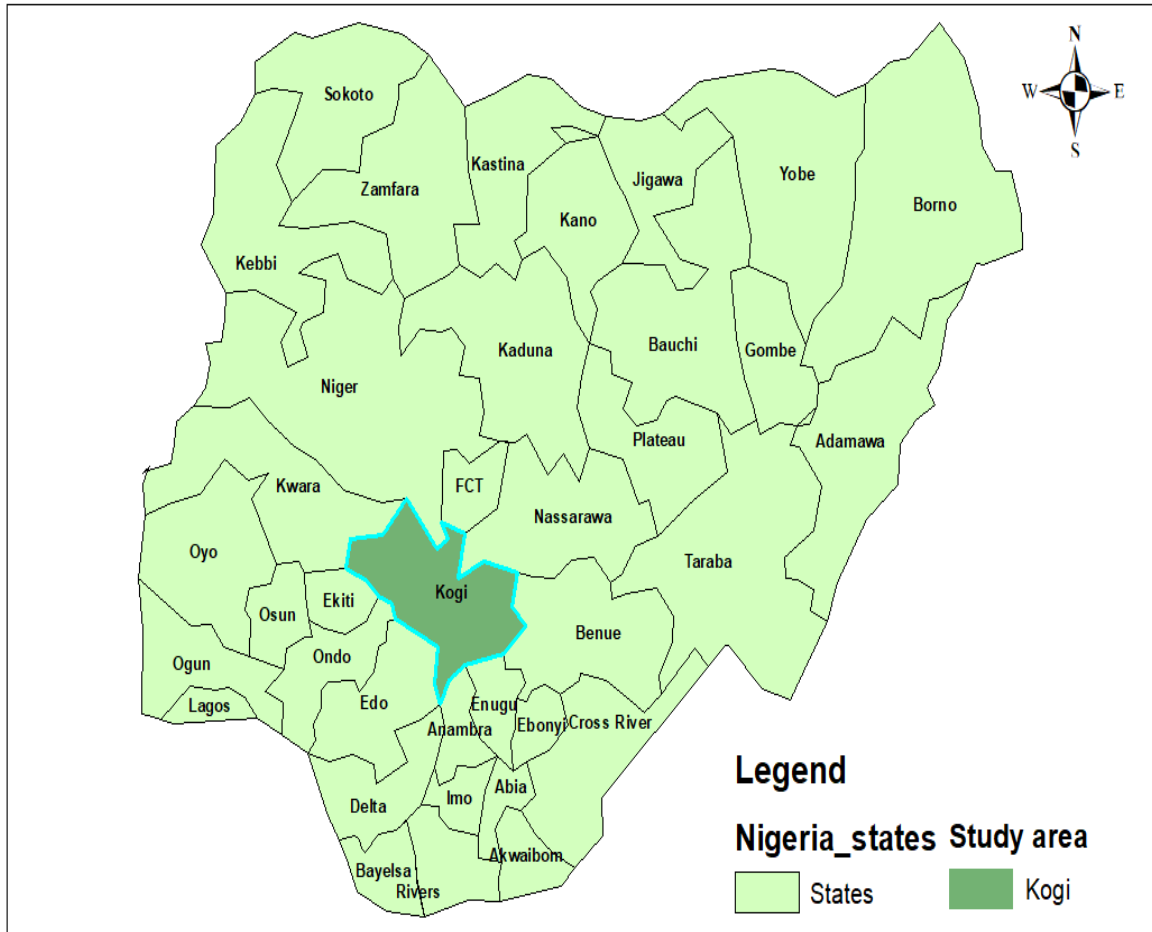 N
W E
S
Sokoto
Kastina
Zamfara
Jigawa
Yobe
Borno
Kano
Kebbi
Kaduna
Bauchi
Gombe
Niger
Plateau
Adamawa
Kwara
FCT
Nassarawa
Oyo
Taraba
Kogi
Ekiti
Osun
Benue
Ondo
Ogun
Lagos
Edo
Enugu
Ebonyi
Cross River
Anambra
Abia
Imo
Delta
Akwaibom
Bayelsa
Rivers
Legend
Nigeria_states Study area
States Kogi